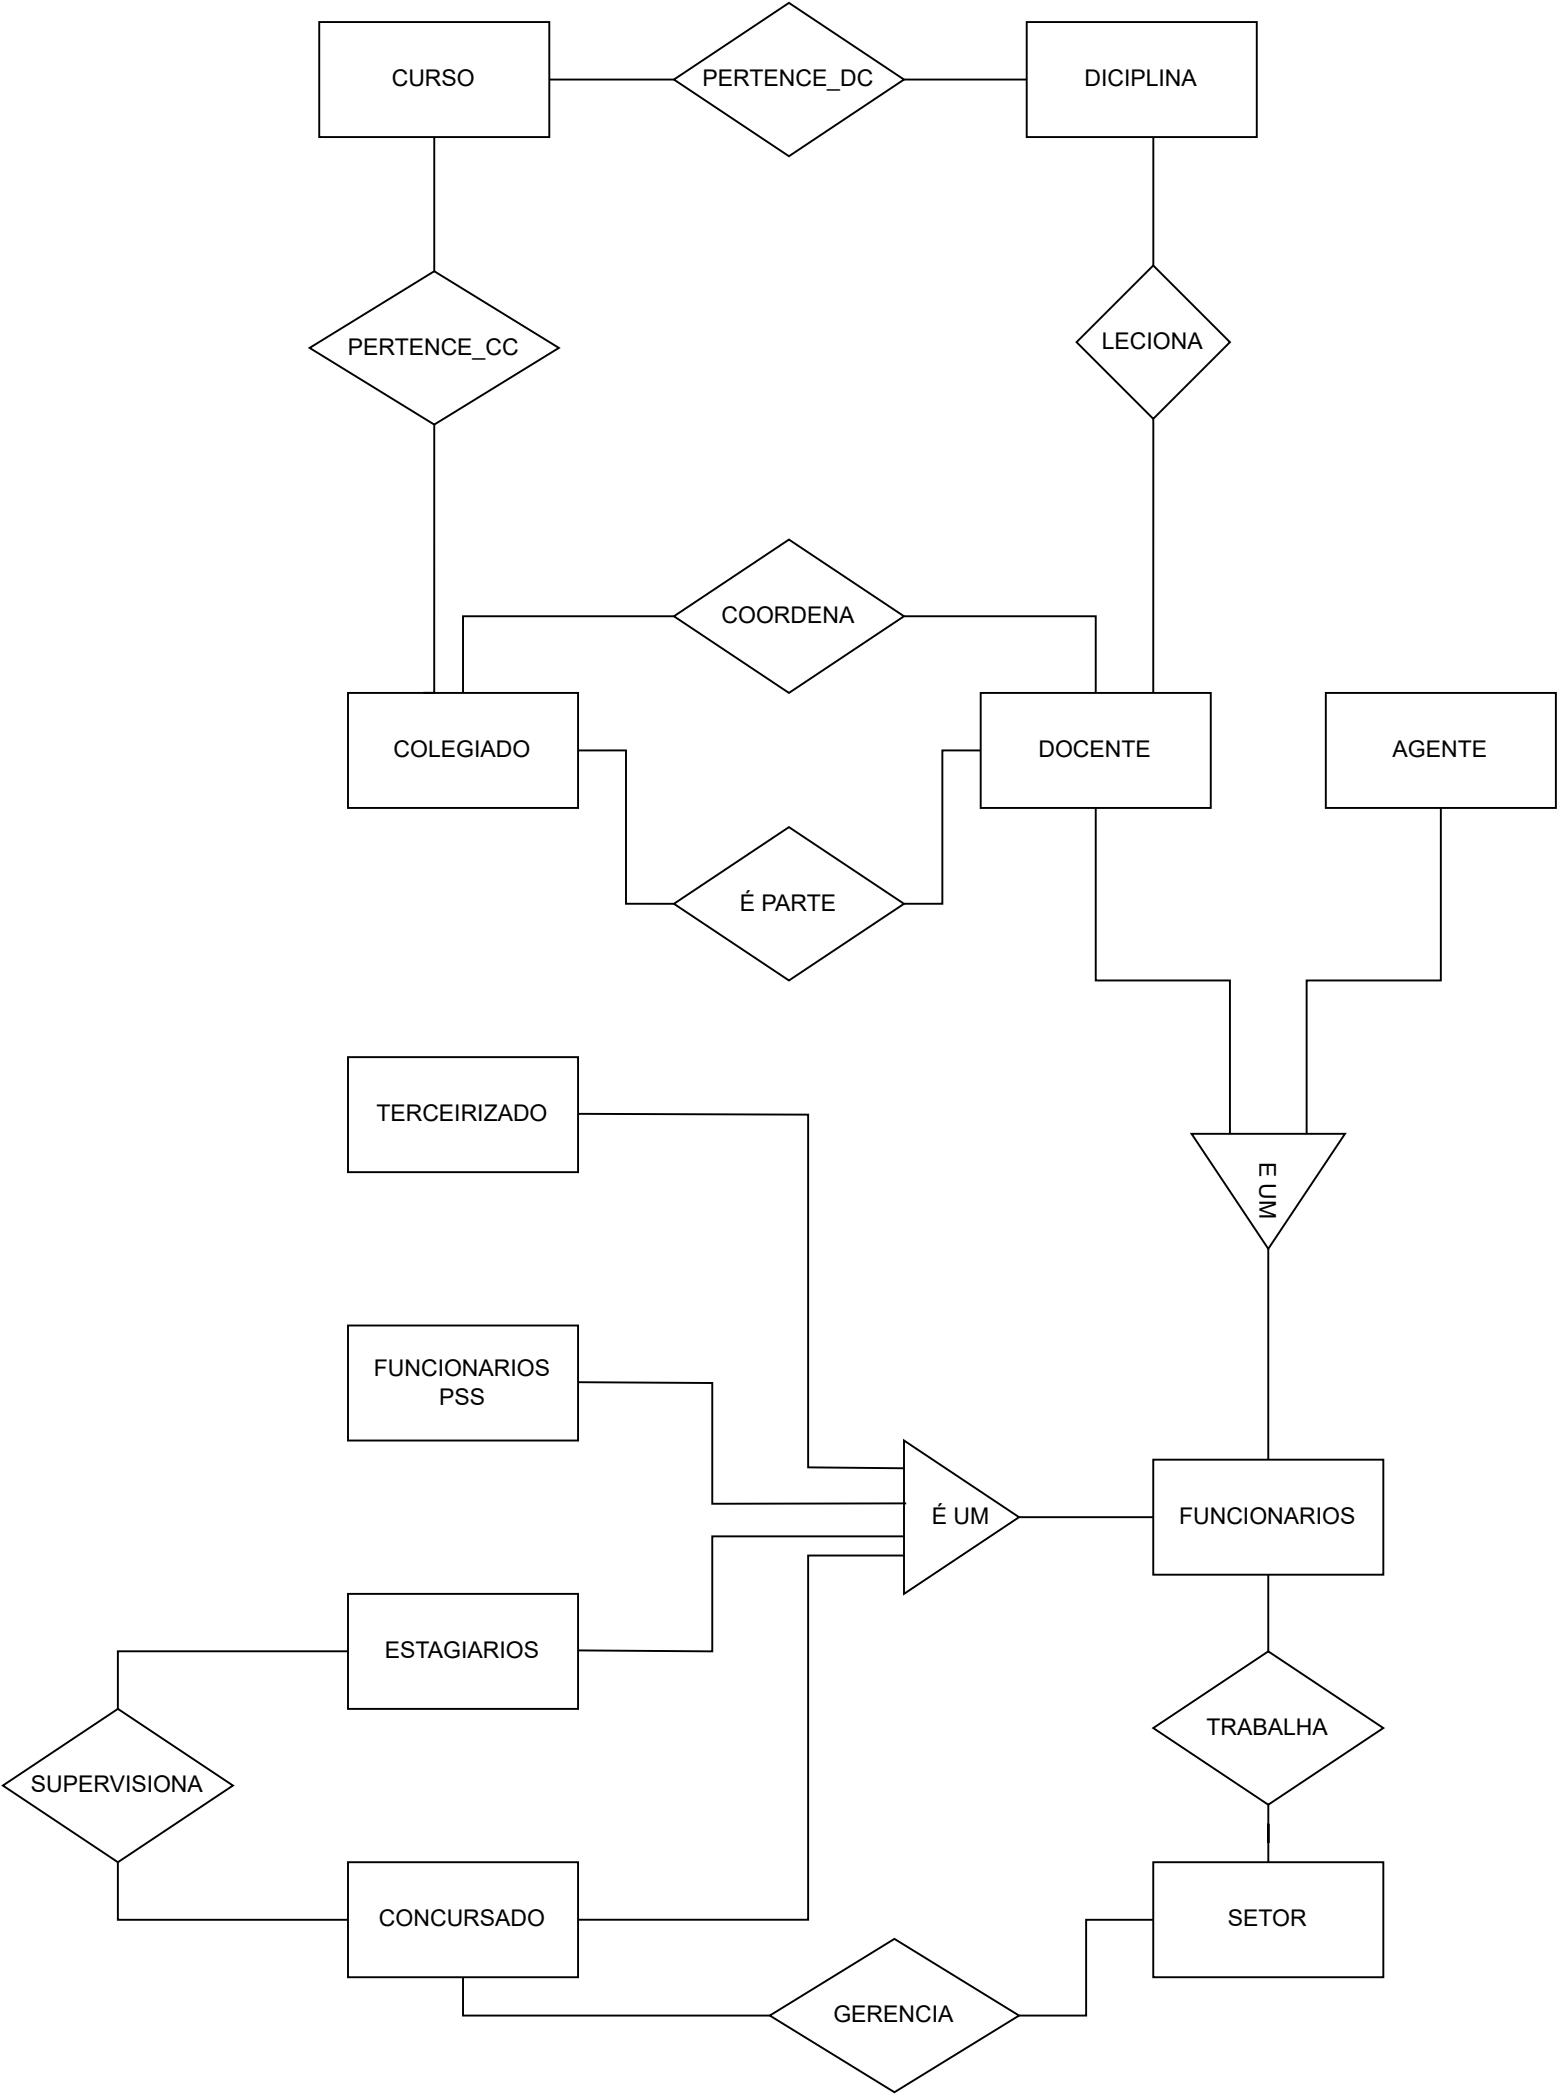 CURSO
PERTENCE_DC
DICIPLINA
PERTENCE_CC
LECIONA
COORDENA
COLEGIADO
DOCENTE
AGENTE
É PARTE
TERCEIRIZADO
E UM
FUNCIONARIOS
PSS
É UM
FUNCIONARIOS
ESTAGIARIOS
TRABALHA
SUPERVISIONA
CONCURSADO
SETOR
GERENCIA